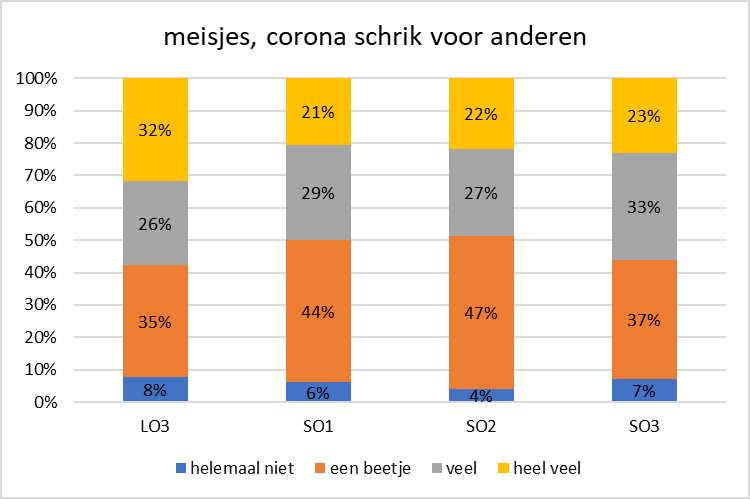 meisjes, corona schrik voor anderen
100%
90%
80%
70%
60%
50%
40%
30%
20%
10%
0%
32% 21% 22% 23%
26% 29% 27% 33%
35% 44% 47% 37%
8% 6% 4% 7%
LO3 SO1 SO2 SO3
helemaal niet een beetje veel heel veel